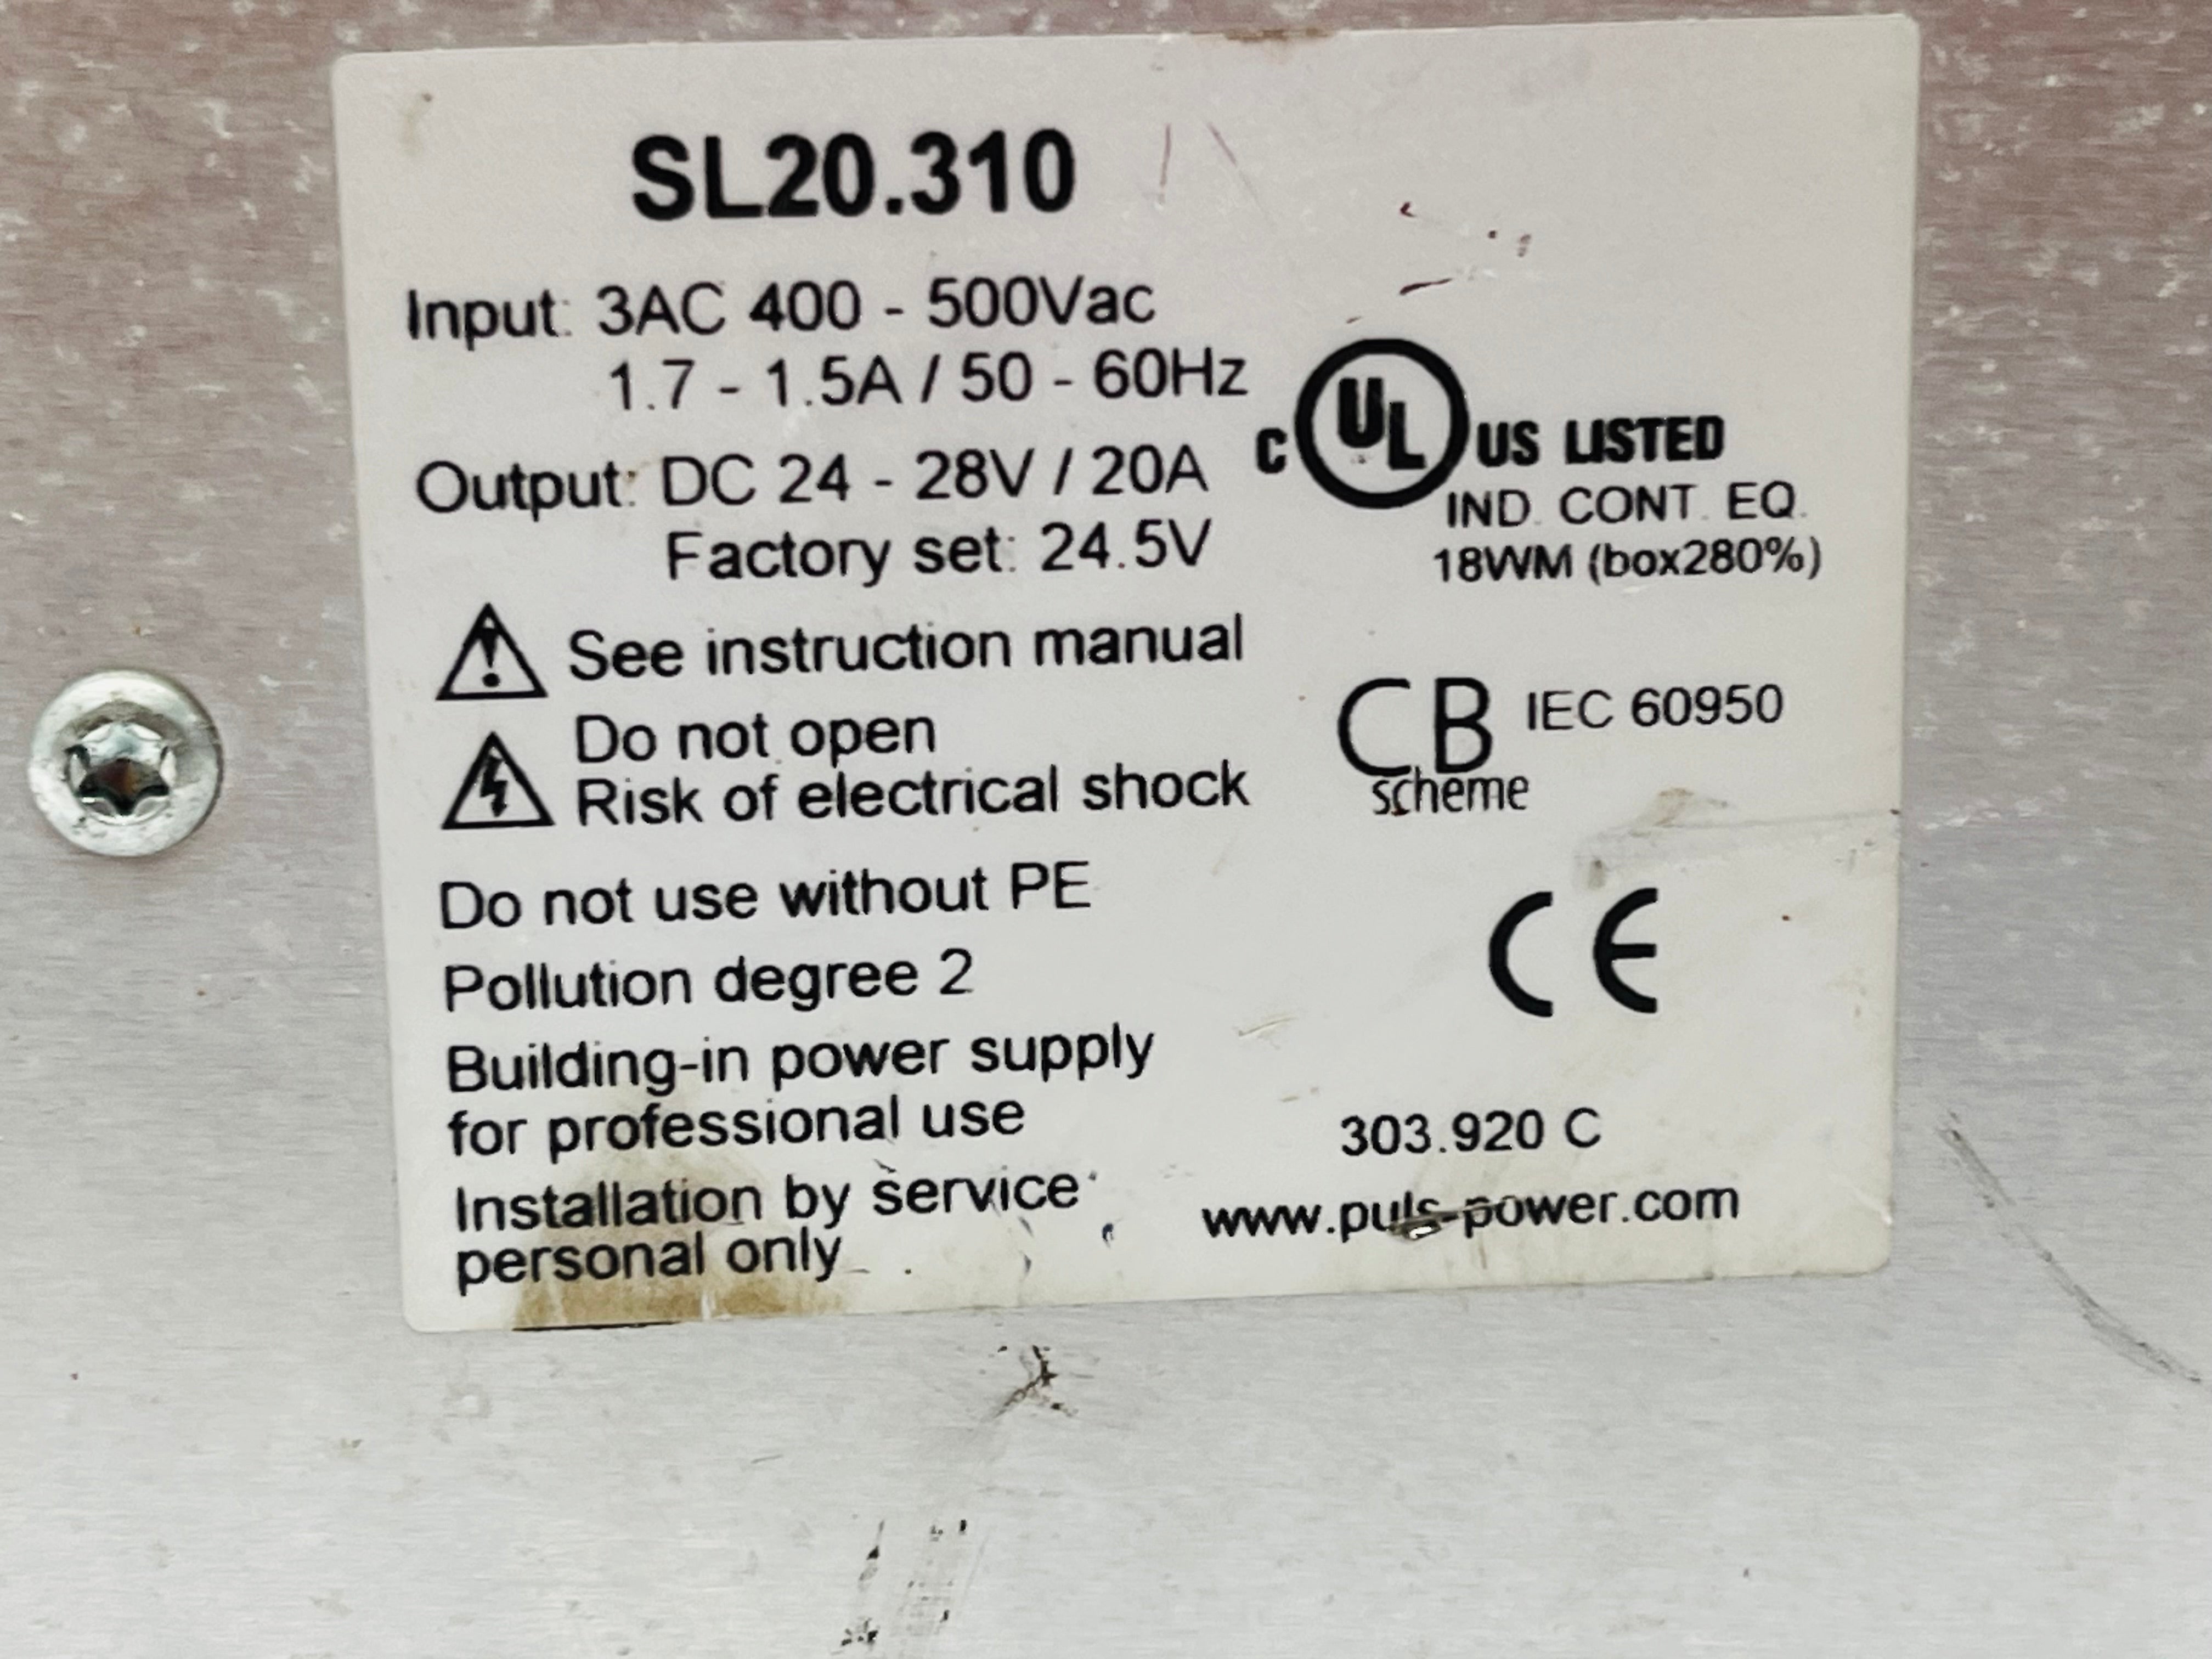 SL20.310
Input: 3AC 400 - 500Vac
1.7 - 1.5A / 50 - 60Hz
Output: DC 24 - 28V / 20A
Factory set: 24.5V
C UL US LISTED
IND. CONT. EQ.
18WM (box280%)
See instruction manual
Do not open
Risk of electrical shock
CB scheme IEC 60950
Do not use without PE
Pollution degree 2
CE
Building-in power supply
for professional use
Installation by service
personal only
303.920 C
www.puls-power.com